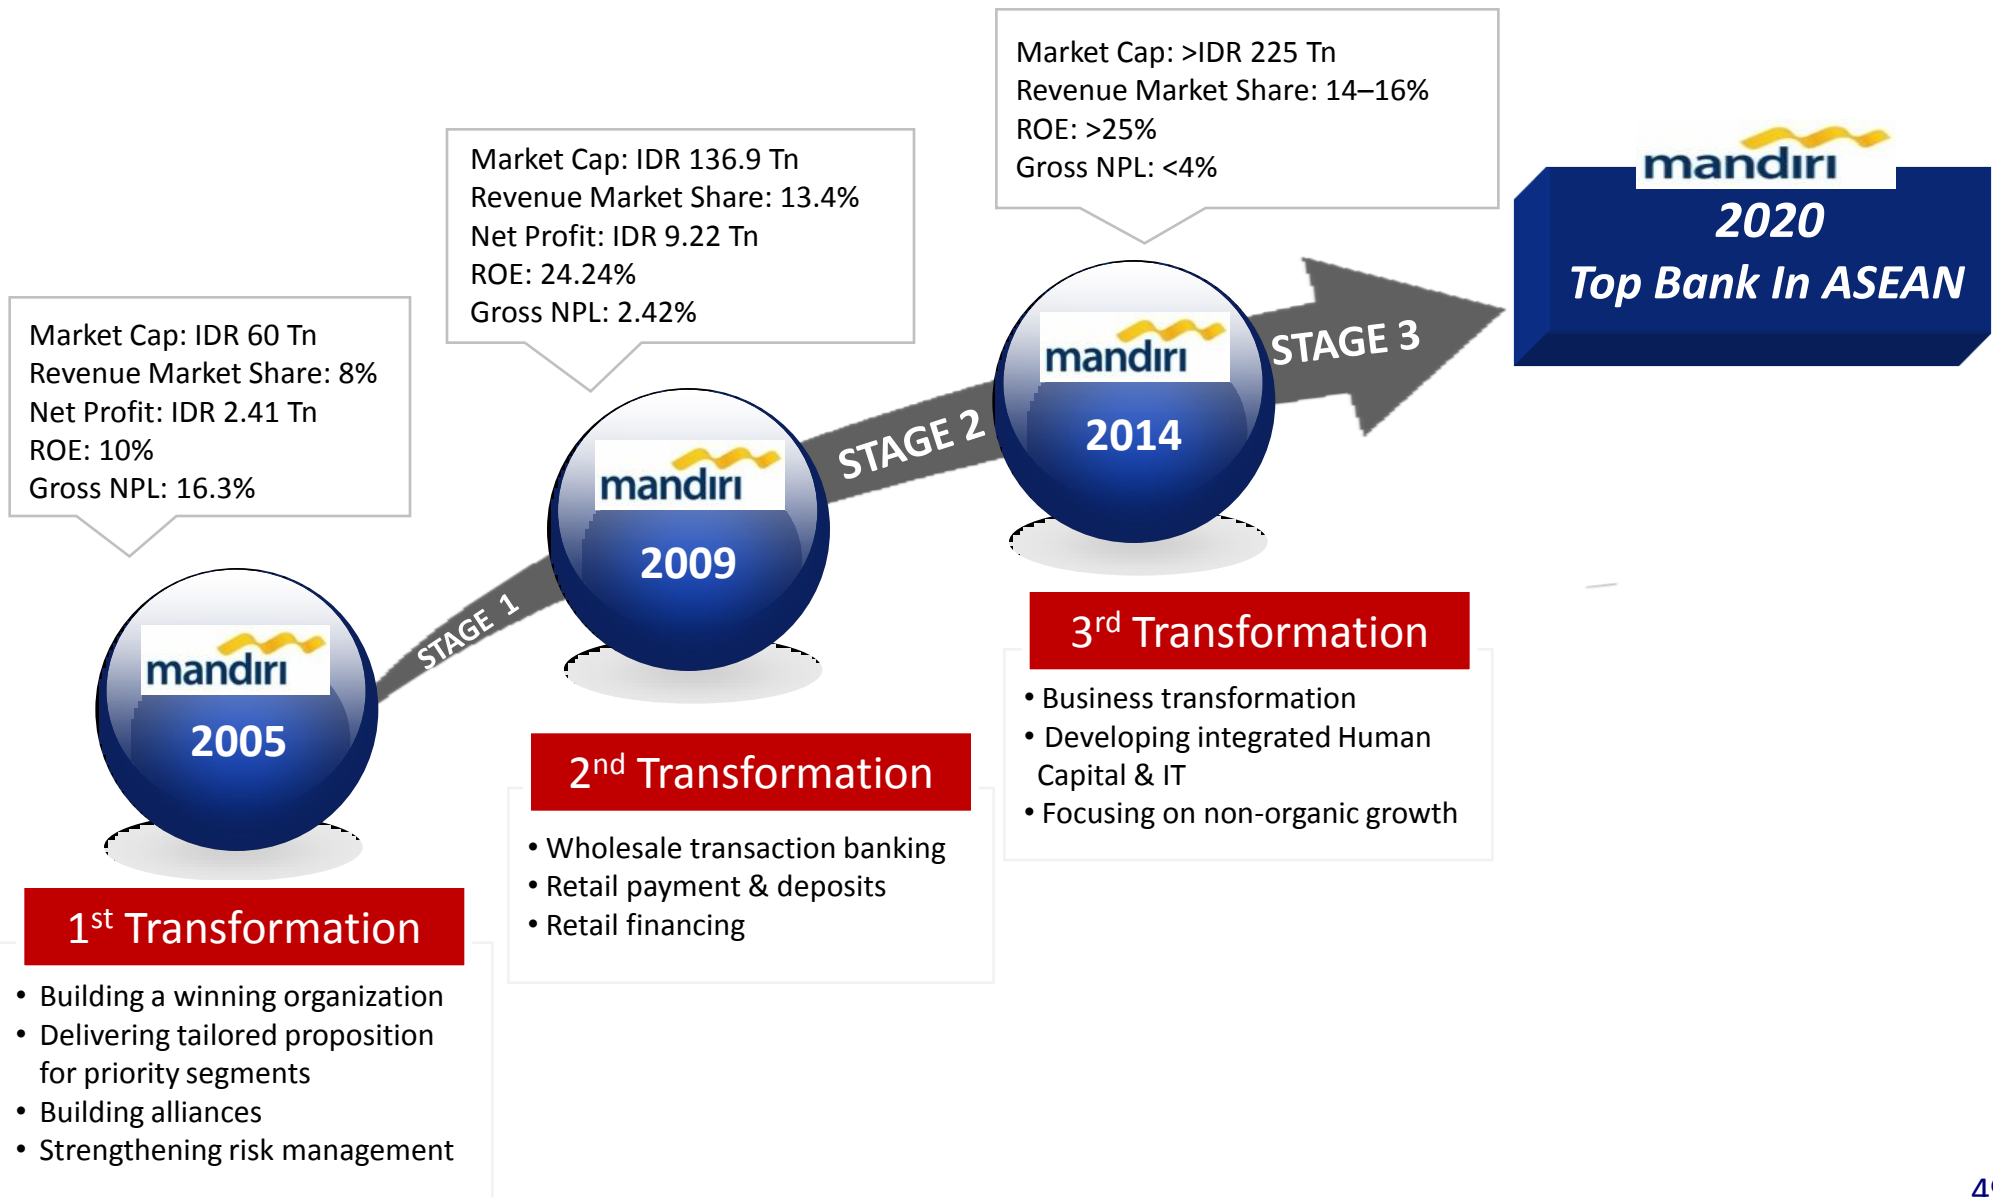 Market Cap: >IDR 225 Tn
Revenue Market Share: 14–16%
ROE: >25%
Gross NPL: <4%
Market Cap: IDR 136.9 Tn
Revenue Market Share: 13.4%
Net Profit: IDR 9.22 Tn
ROE: 24.24%
Gross NPL: 2.42%
Market Cap: IDR 60 Tn
Revenue Market Share: 8%
Net Profit: IDR 2.41 Tn
ROE: 10%
Gross NPL: 16.3%
mandırı
2020
Top Bank In ASEAN
STAGE 3
mandırı
2014
STAGE 2
mandırı
2009
STAGE 1
mandırı
2005
3rd Transformation
• Business transformation
• Developing integrated Human
Capital & IT
• Focusing on non-organic growth
2nd Transformation
• Wholesale transaction banking
• Retail payment & deposits
• Retail financing
1st Transformation
• Building a winning organization
• Delivering tailored proposition
for priority segments
• Building alliances
• Strengthening risk management